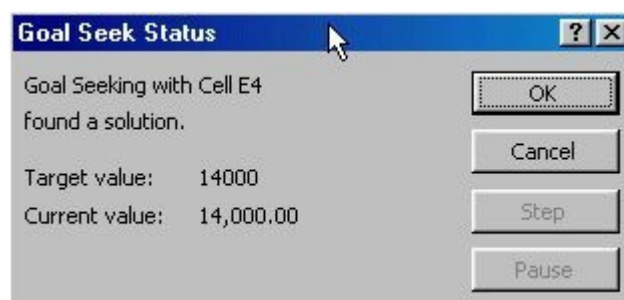 Goal Seek Status
Goal Seeking with Cell E4
found a solution.
Target value: 14000
Current value: 14,000.00
OK
Cancel
Step
Pause